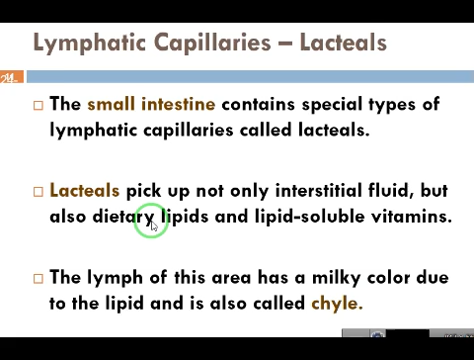 Lymphatic Capillaries – Lacteals
The small intestine contains special types of
lymphatic capillaries called lacteals.
Lacteals pick up not only interstitial fluid, but
also dietary lipids and lipid-soluble vitamins.
The lymph of this area has a milky color due
to the lipid and is also called chyle.